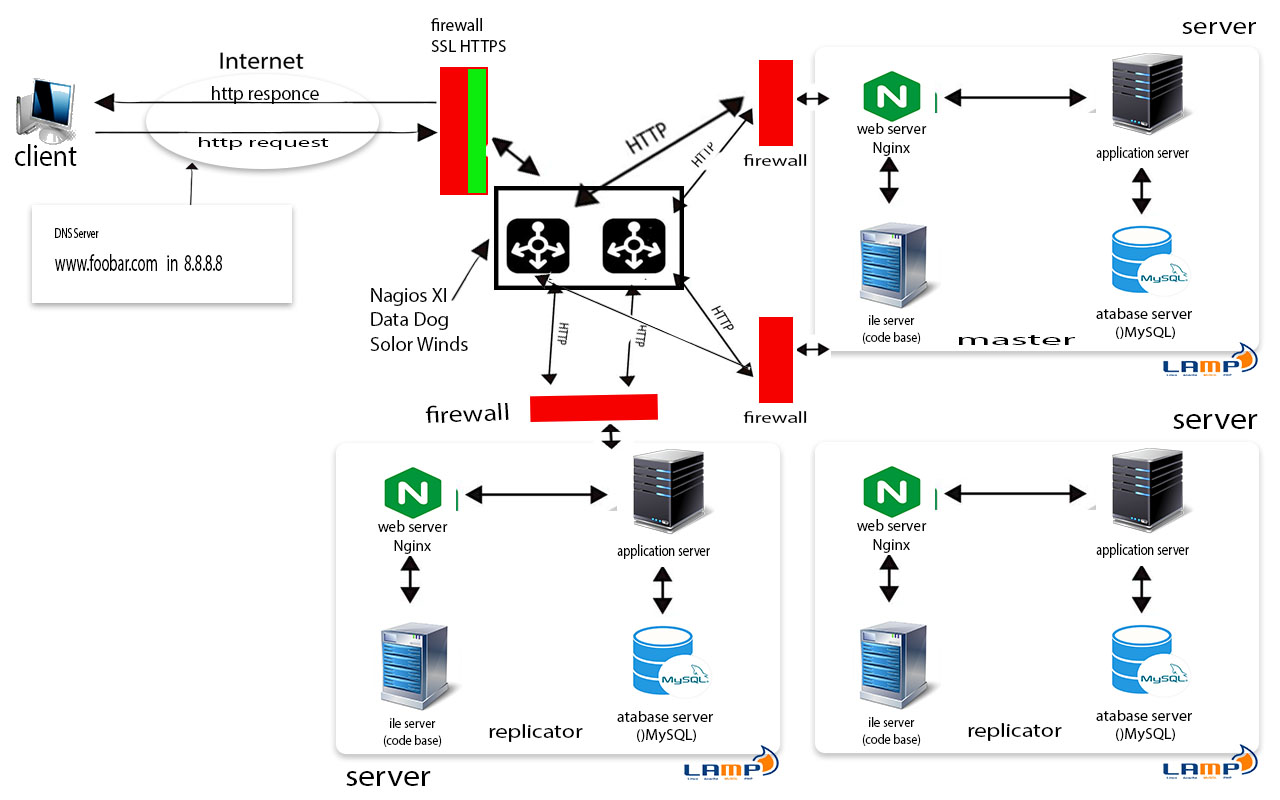 firewall
SSL HTTPS
server
Internet
http responce
http request
client
DNS Server
www.foobar.com in 8.8.8.8
HTTP
HTTP
firewall
N
web server
Nginx
application server
ile server
(code base)
MySQL
atabase server
()MySQL)
master
LAMP
Nagios XI
Data Dog
Solor Winds
HTTP
HTTP
HTTP
firewall
firewall
server
N
web server
Nginx
application server
ile server
(code base)
replicator
MySQL
atabase server
()MySQL)
LAMP
server
N
web server
Nginx
application server
ile server
(code base)
replicator
MySQL
atabase server
()MySQL)
LAMP